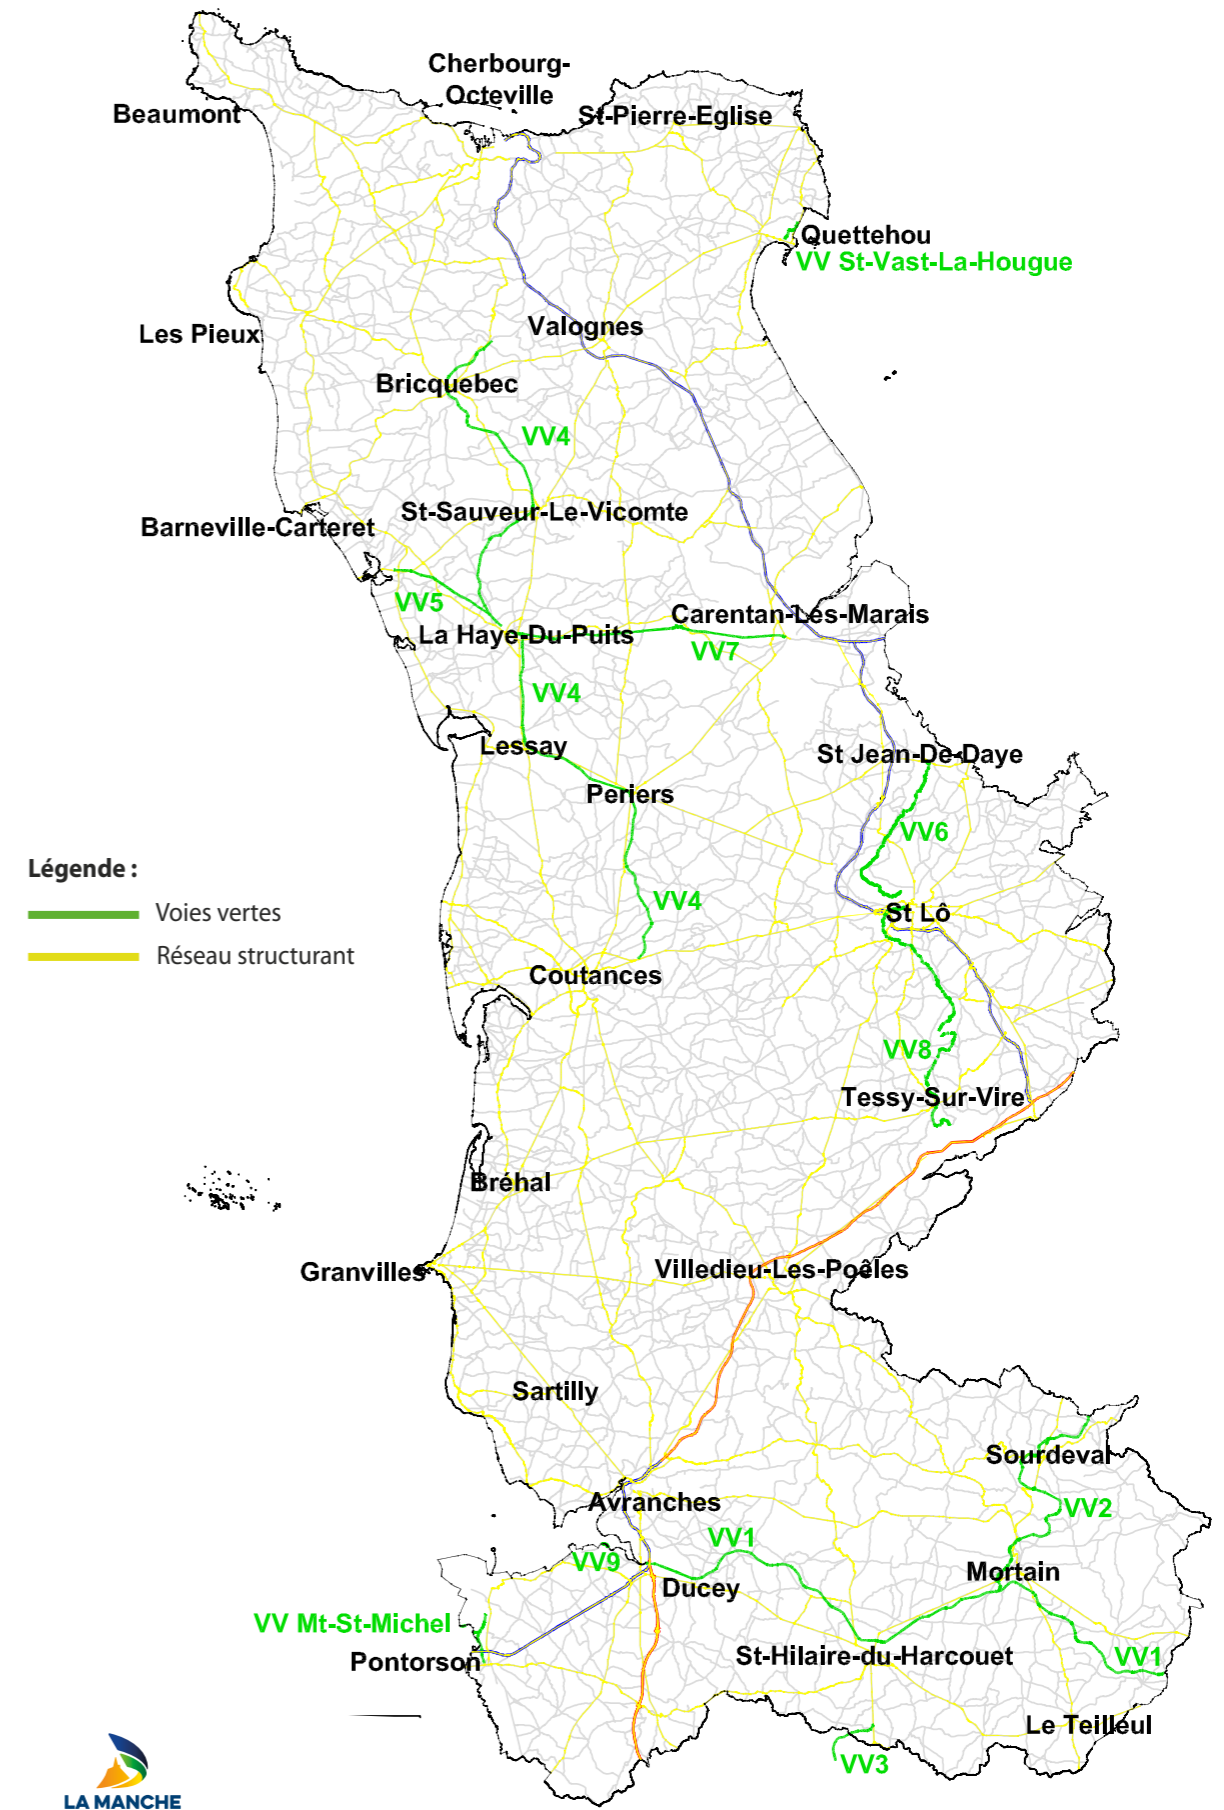 Cherbourg-
Octeville
Beaumont
St-Pierre-Eglise
Quettehou
VV St-Vast-La-Hougue
Les Pieux
Valognes
Bricquebec
VV4
St-Sauveur-Le-Vicomte
Barneville-Carteret
VV5
Carentan-Les-Marais
La Haye-Du-Puits
VV7
VV4
Lessay
St Jean-De-Daye
Periers
VV6
Légende :
Voies vertes
Réseau structurant
VV4
St Lô
Coutances
VV8
Tessy-Sur-Vire
Bréhal
Granvilles
Villedieu-Les-Poêles
Sartilly
Sourdeval
Avranches
VV2
VV1
VV9
Mortain
Ducey
VV Mt-St-Michel
St-Hilaire-du-Harcouet
VV1
Pontorson
Le Teilleul
VV3
LA MANCHE